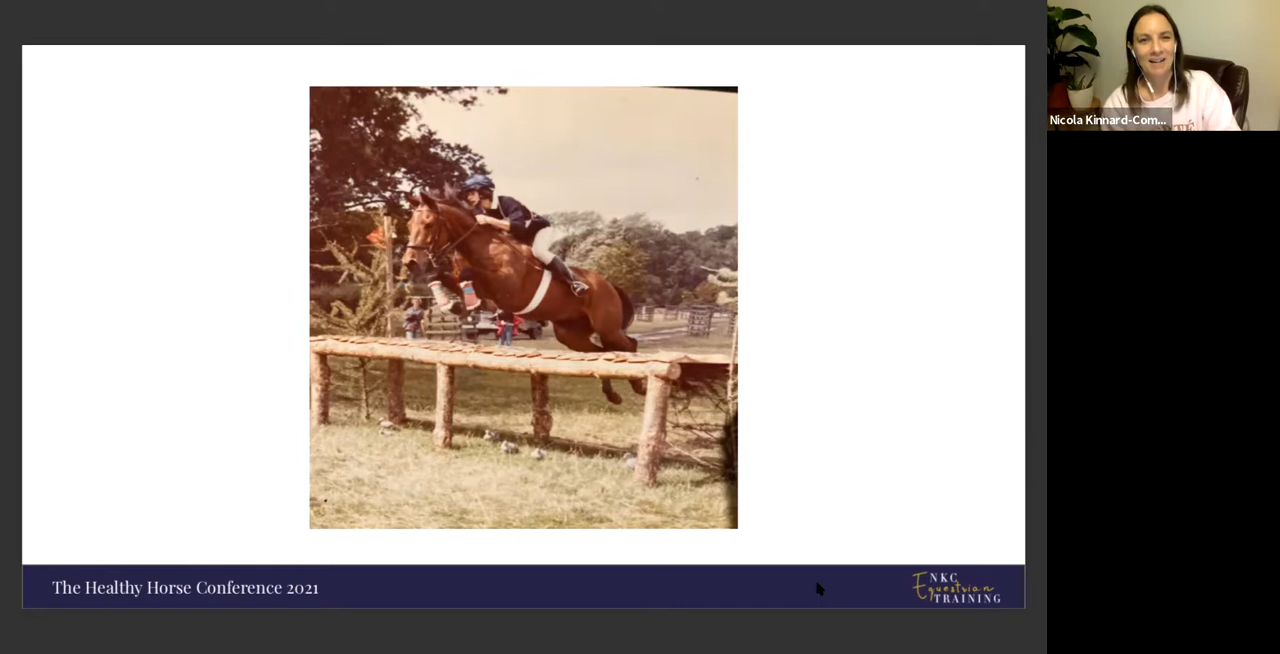 Nicola Kinnard-Com...
The Healthy Horse Conference 2021
NKC
Equestrian
TRAINING